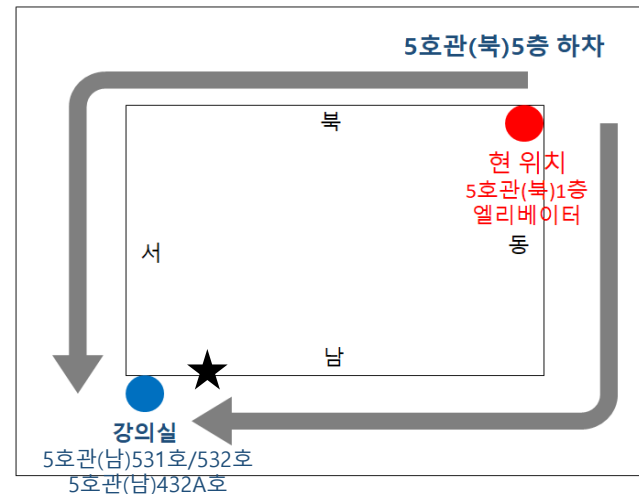 5호관(북)5층 하차
북
현 위치
5호관(북)1층
엘리베이터
서
동
남
강의실
5호관(남)531호/532호
5호관(남)432A호